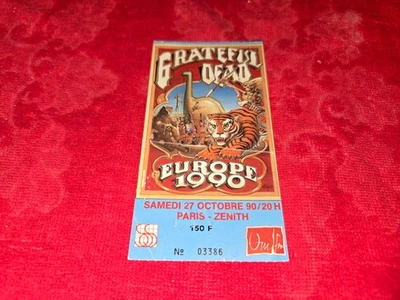 GRATEFUL
DEAD
EUROPE
1990
SAMEDI 27 OCTOBRE 90/20 H
PARIS - ZENITH
150 F
No 03386